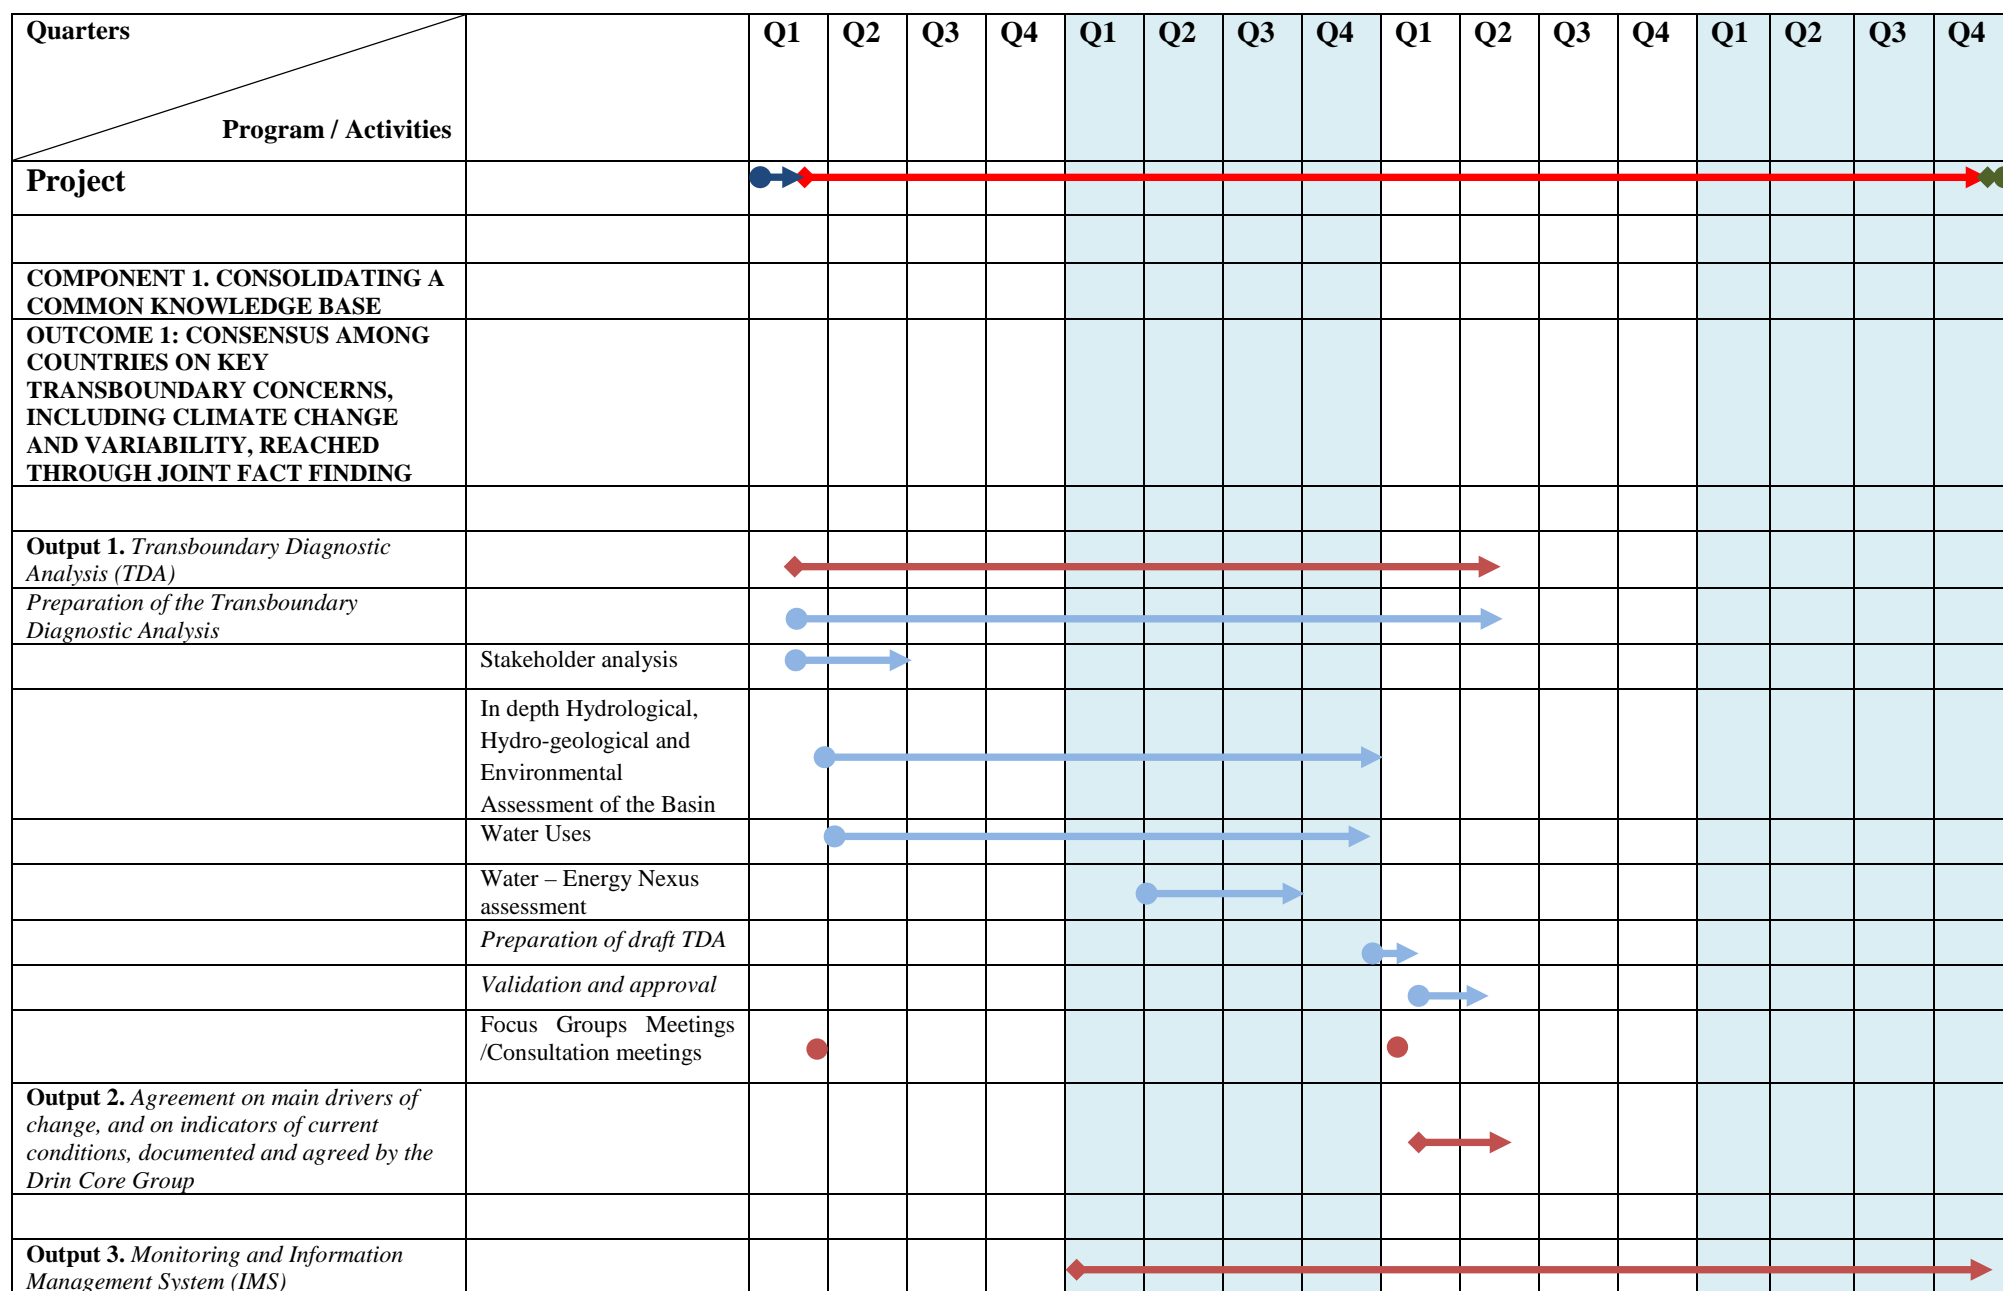 Quarters
Q1 Q2 Q3 Q4 Q1 Q2 Q3 Q4 Q1 Q2 Q3 Q4 Q1 Q2 Q3 Q4
Program / Activities
Project
COMPONENT 1. CONSOLIDATING A
COMMON KNOWLEDGE BASE
OUTCOME 1: CONSENSUS AMONG
COUNTRIES ON KEY
TRANSBOUNDARY CONCERNS,
INCLUDING CLIMATE CHANGE
AND VARIABILITY, REACHED
THROUGH JOINT FACT FINDING
Output 1. Transboundary Diagnostic
Analysis (TDA)
Preparation of the Transboundary
Diagnostic Analysis
Stakeholder analysis
In depth Hydrological,
Hydro-geological and
Environmental
Assessment of the Basin
Water Uses
Water – Energy Nexus
assessment
Preparation of draft TDA
Validation and approval
Focus Groups Meetings
/Consultation meetings
Output 2. Agreement on main drivers of
change, and on indicators of current
conditions, documented and agreed by the
Drin Core Group
Output 3. Monitoring and Information
Management System (IMS)